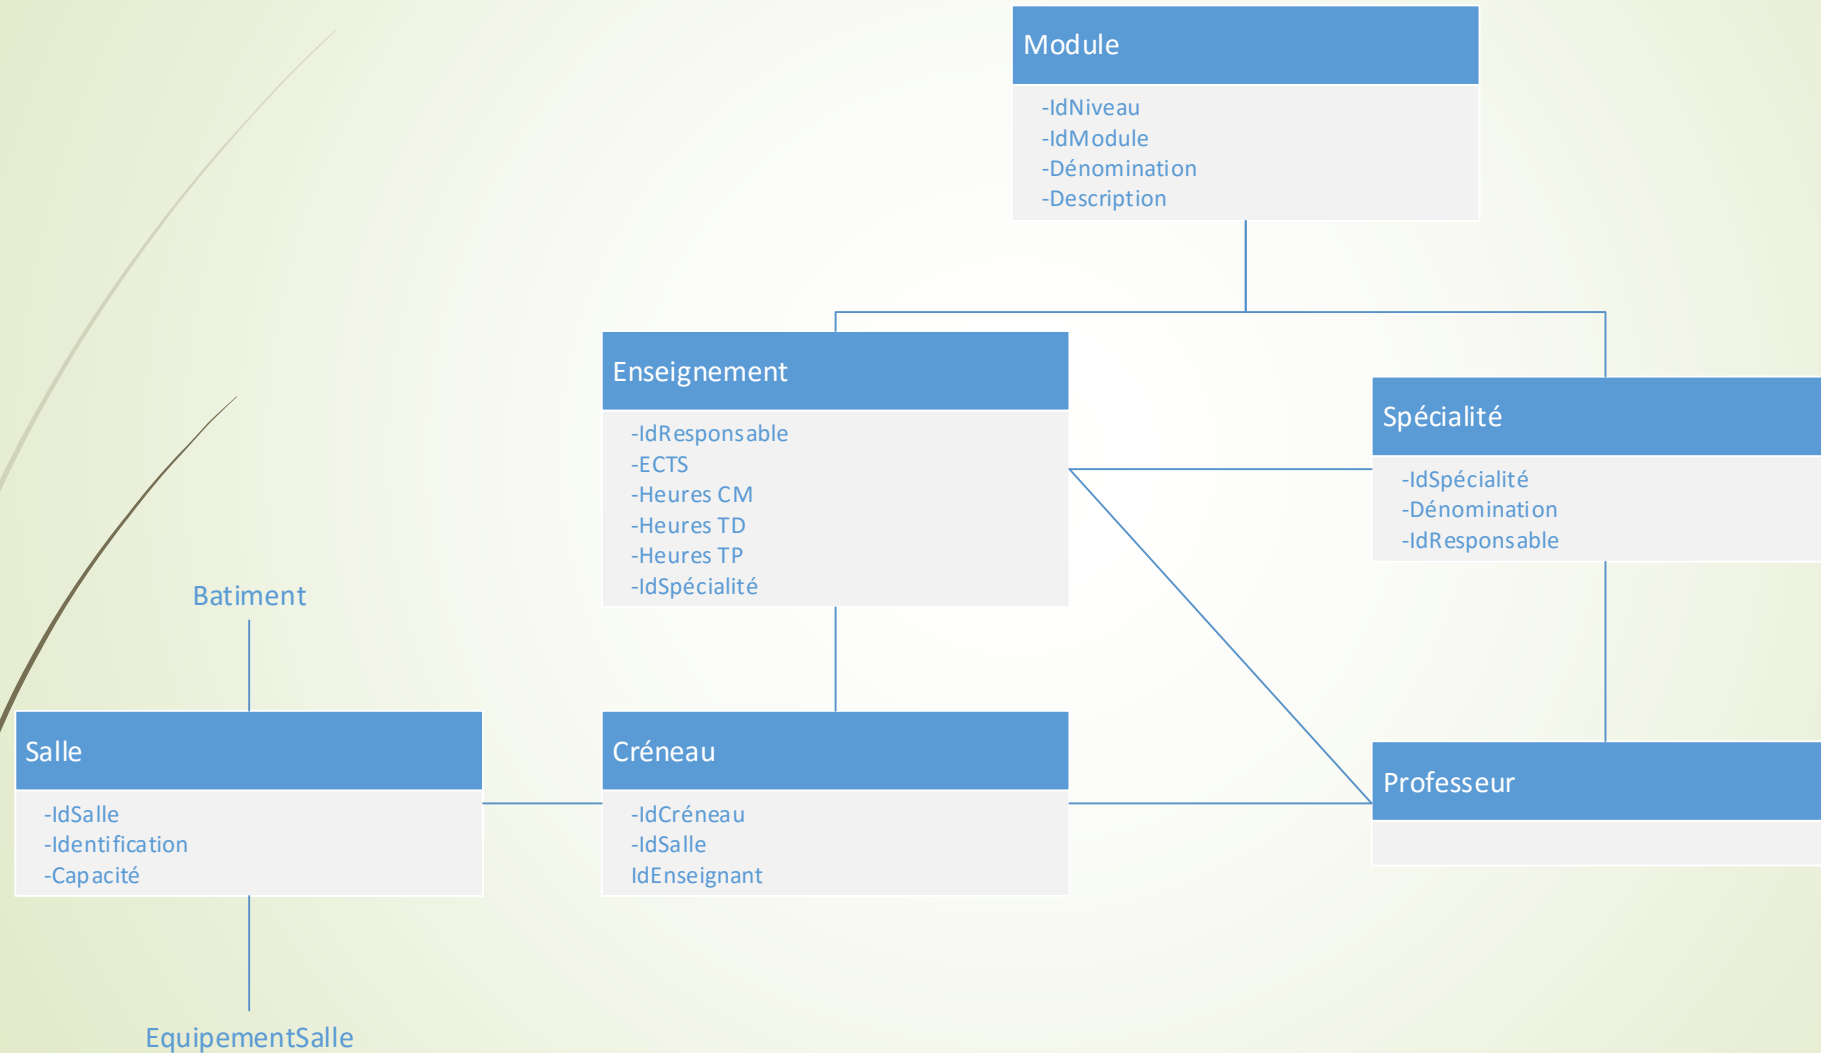 Module
-IdNiveau
-IdModule
-Dénomination
-Description
Enseignement
-IdResponsable
-ECTS
-Heures CM
-Heures TD
-Heures TP
-IdSpécialité
Spécialité
-IdSpécialité
-Dénomination
-IdResponsable
Batiment
Salle
-IdSalle
-Identification
-Capacité
Créneau
-IdCréneau
-IdSalle
IdEnseignant
Professeur
EquipementSalle